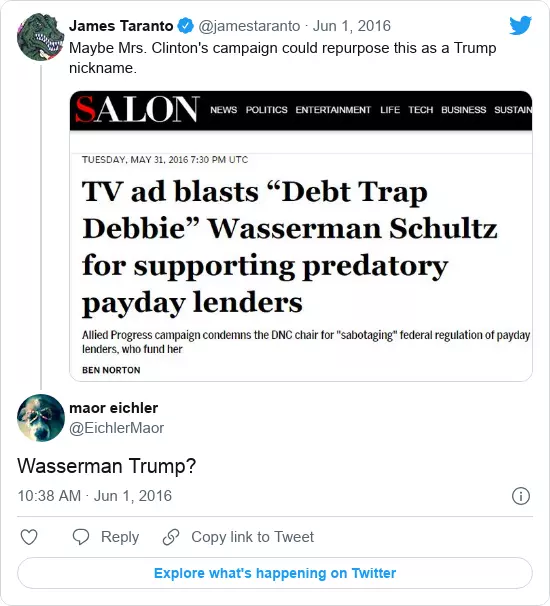 James Taranto @jamestaranto · Jun 1, 2016
Maybe Mrs. Clinton's campaign could repurpose this as a Trump
nickname.
SALON NEWS POLITICS ENTERTAINMENT LIFE TECH BUSINESS SUSTAIN
TUESDAY, MAY 31, 2016 7:30 PM UTC
TV ad blasts “Debt Trap
Debbie” Wasserman Schultz
for supporting predatory
payday lenders
Allied Progress campaign condemns the DNC chair for "sabotaging" federal regulation of payday
lenders, who fund her
BEN NORTON
maor eichler
@EichlerMaor
Wasserman Trump?
10:38 AM · Jun 1, 2016
Reply Copy link to Tweet
Explore what's happening on Twitter